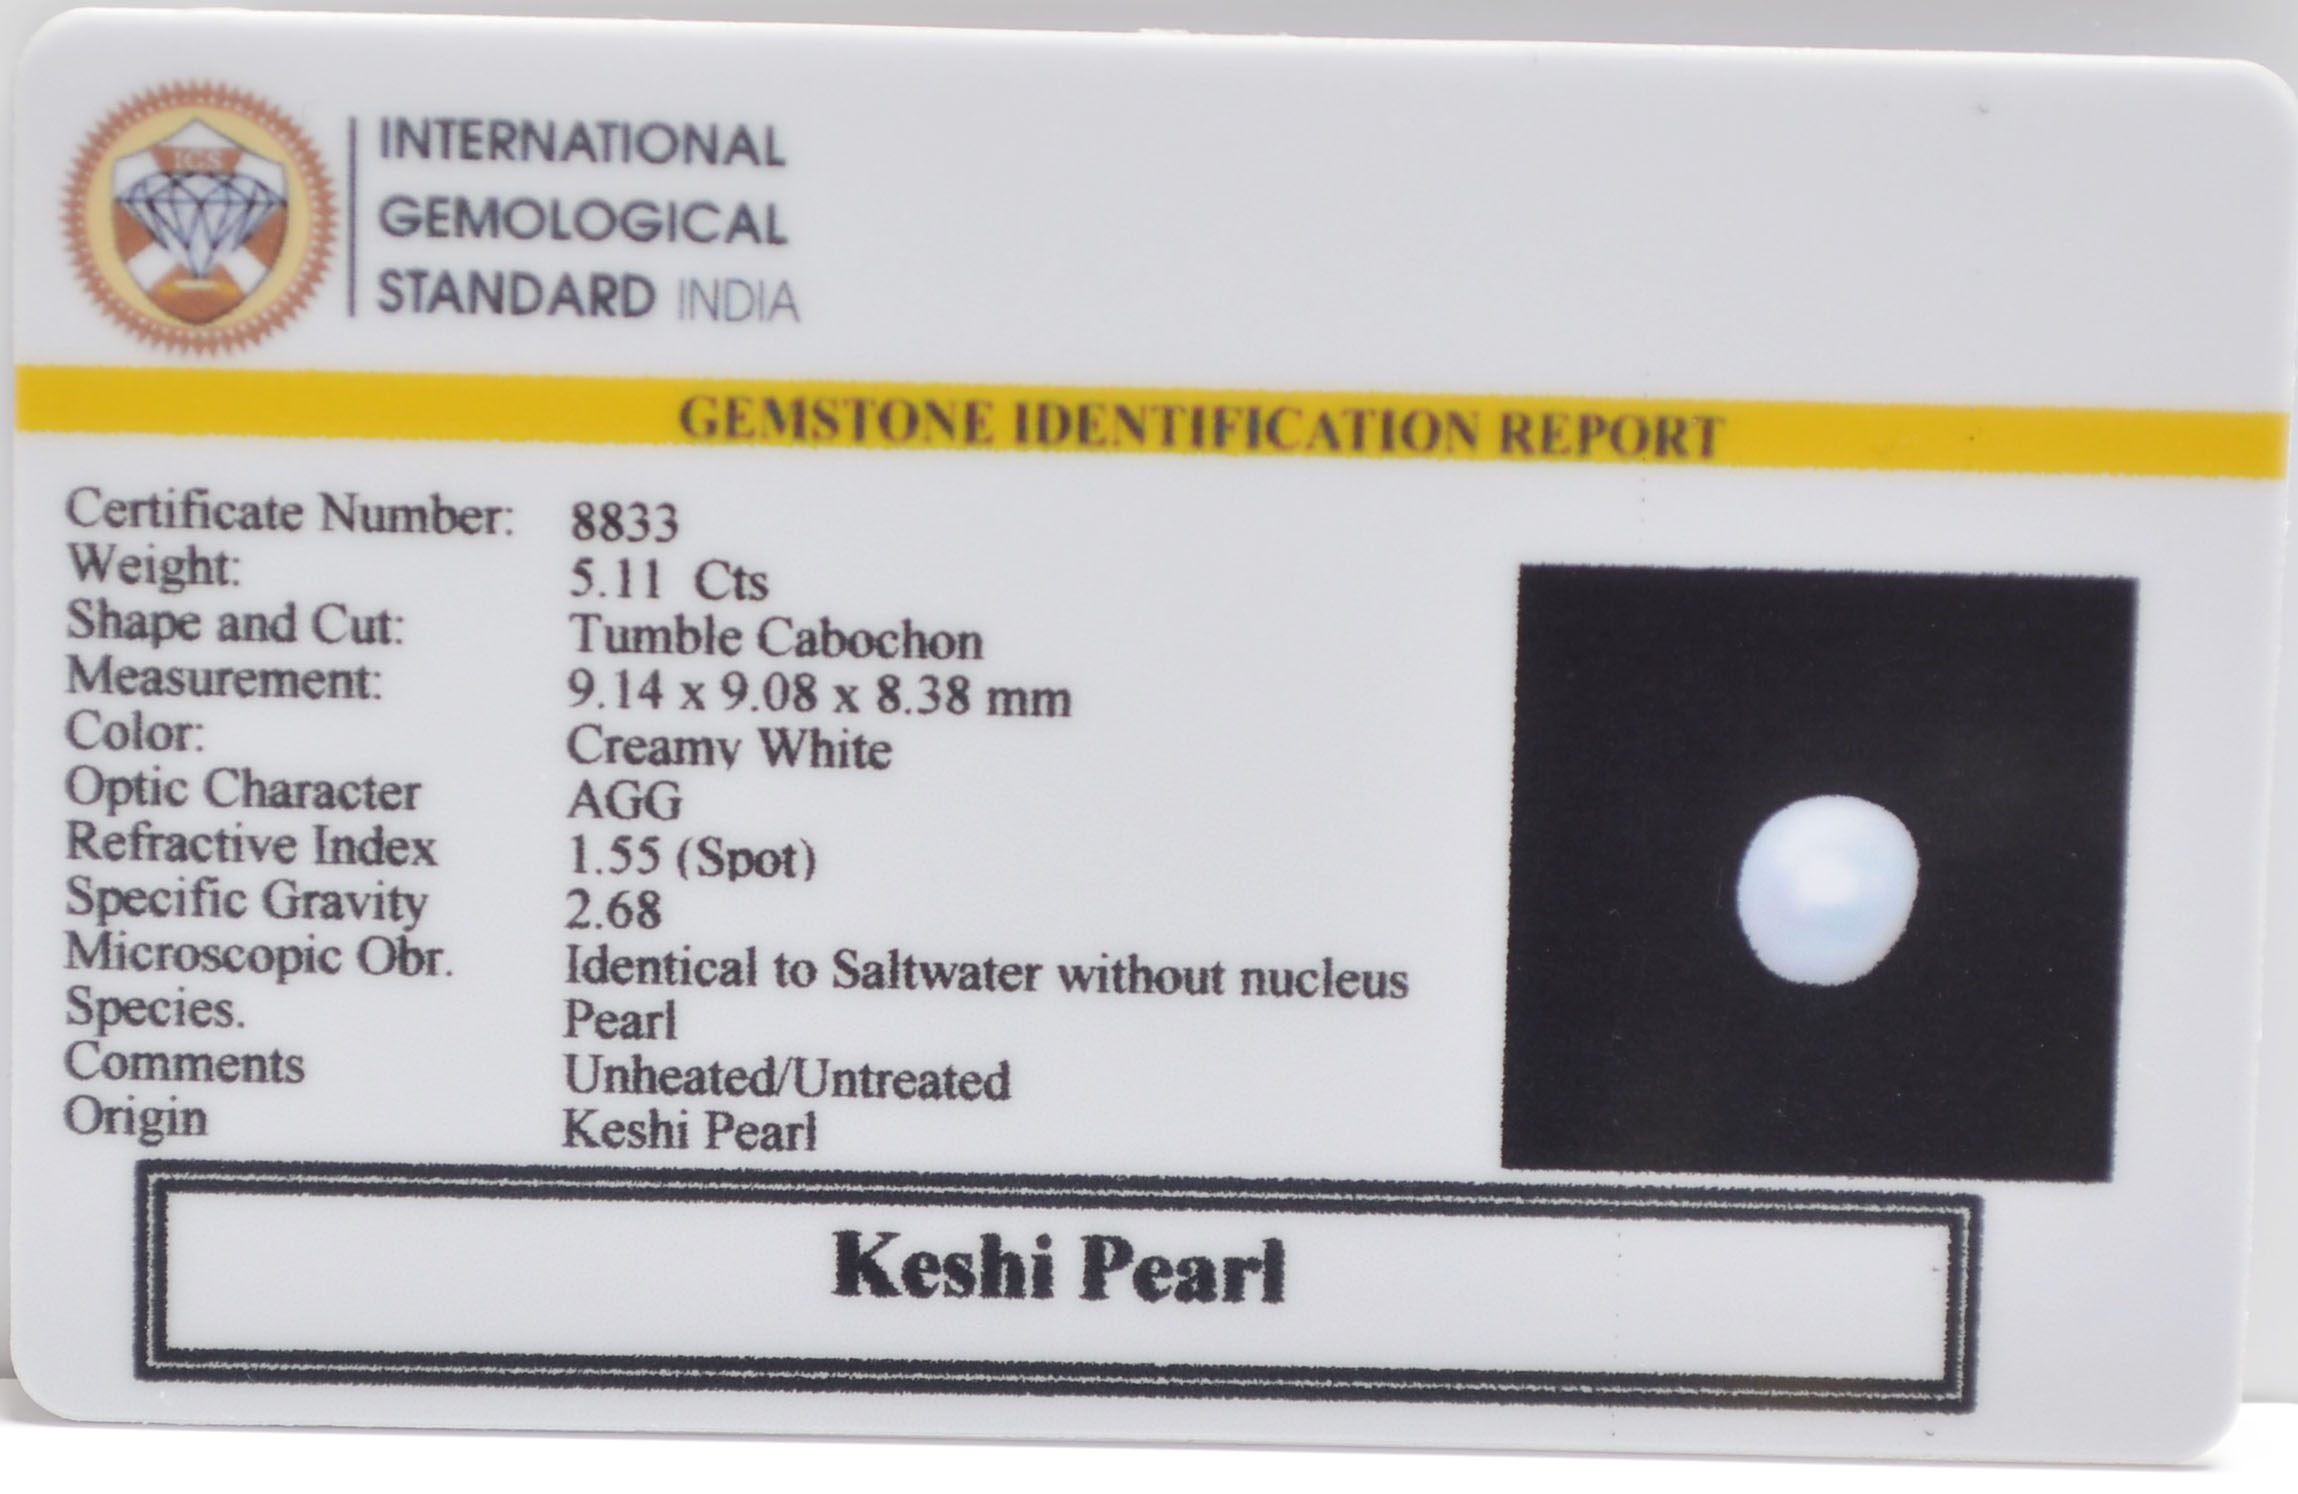 IGS
INTERNATIONAL
GEMOLOGICAL
STANDARD INDIA
GEMSTONE IDENTIFICATION REPORT
Certificate Number: 8833
Weight: 5.11 Cts
Shape and Cut: Tumble Cabochon
Measurement: 9.14 x 9.08 x 8.38 mm
Color: Creamy White
Optic Character AGG
Refractive Index 1.55 (Spot)
Specific Gravity 2.68
Microscopic Obr. Identical to Saltwater without nucleus
Species. Pearl
Comments Unheated/Untreated
Origin Keshi Pearl
Keshi Pearl